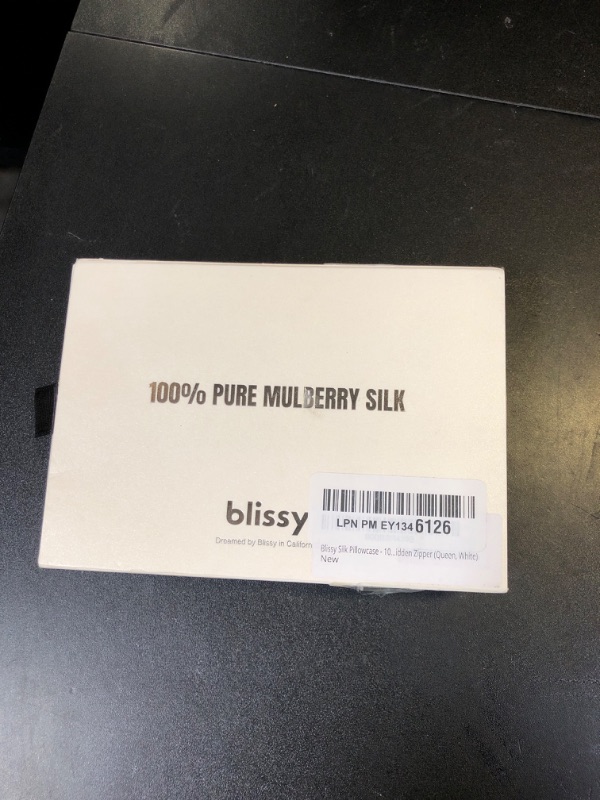 100% PURE MULBERRY SILK
blissy
Dreamed by Blissy in Californ
LPN PM EY1346126
Blissy Silk Pillowcase - 10...idden Zipper (Queen, White)
New